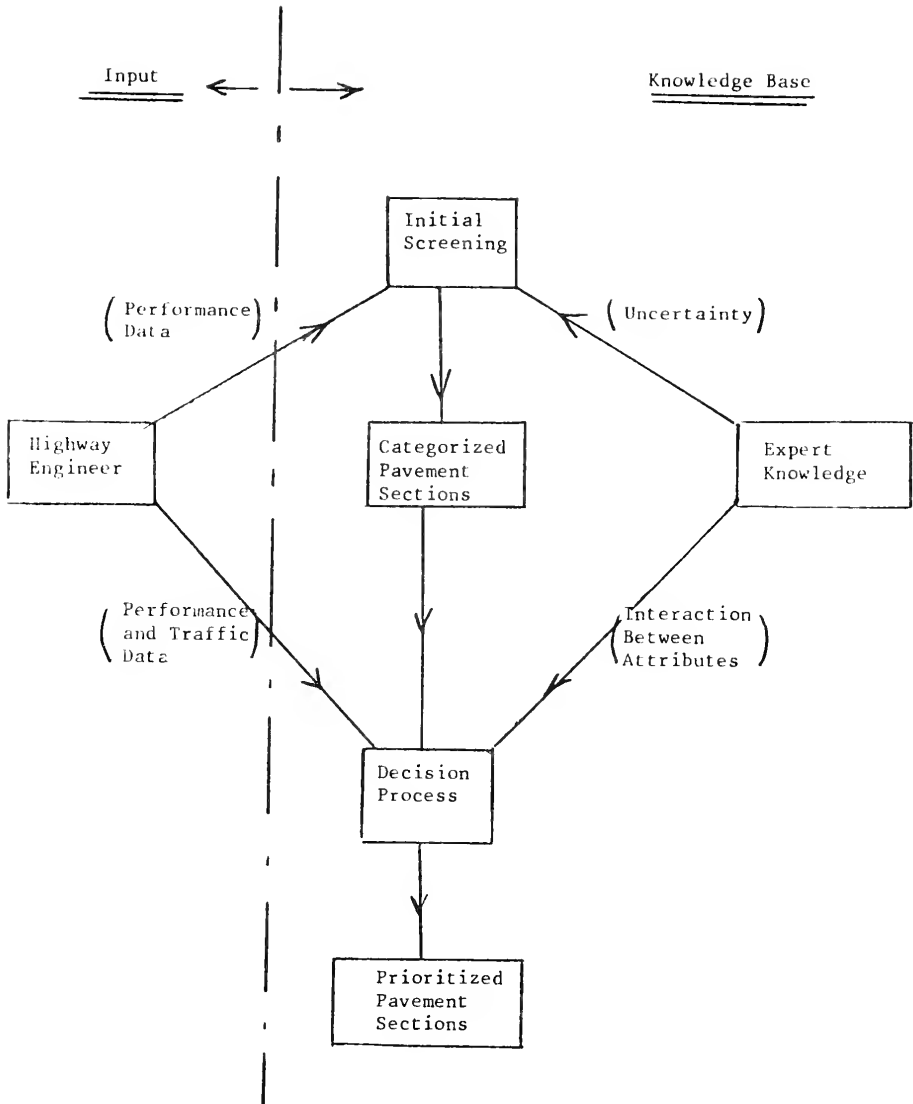 Input
Knowledge Base
Initial
Screening
(Performance
Data)
(Uncertainty)
Highway
Engineer
Categorized
Pavement
Sections
Expert
Knowledge
(Performance
and Traffic
Data)
(Interaction
Between
Attributes)
Decision
Process
Prioritized
Pavement
Sections